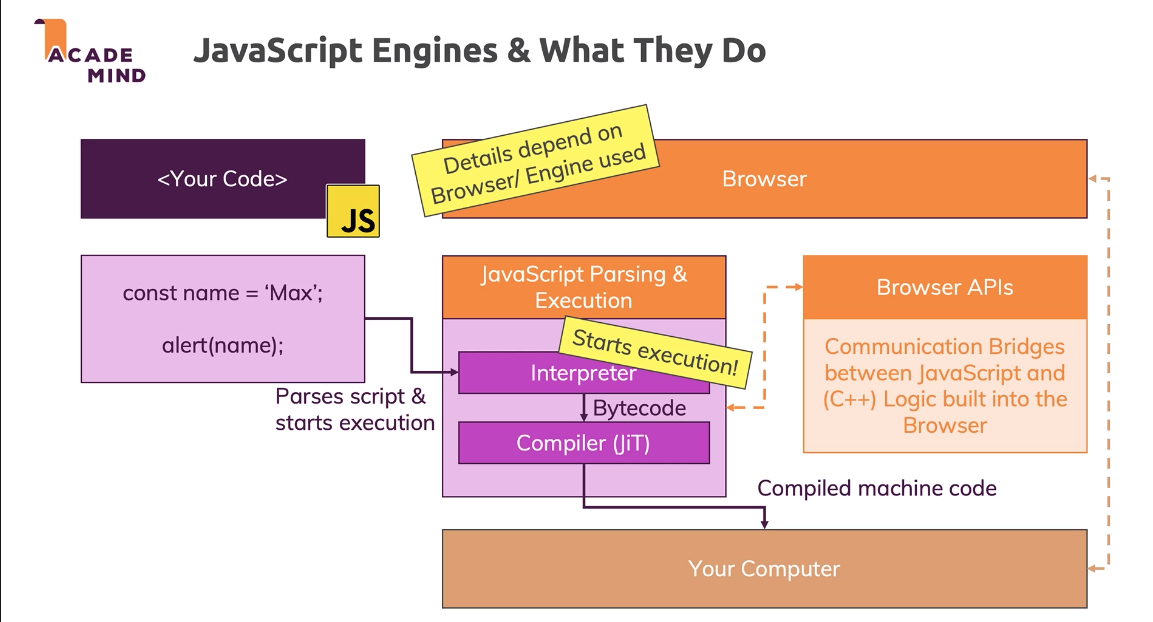 ACADE
MIND
JavaScript Engines & What They Do
<Your Code>
JS
Details depend on
Browser/ Engine used
Browser
const name = ‘Max’;
alert(name);
Parses script &
starts execution
JavaScript Parsing &
Execution
Starts execution!
Interpreter
Bytecode
Compiler (JiT)
Browser APIs
Communication Bridges
between JavaScript and
(C++) Logic built into the
Browser
Compiled machine code
Your Computer